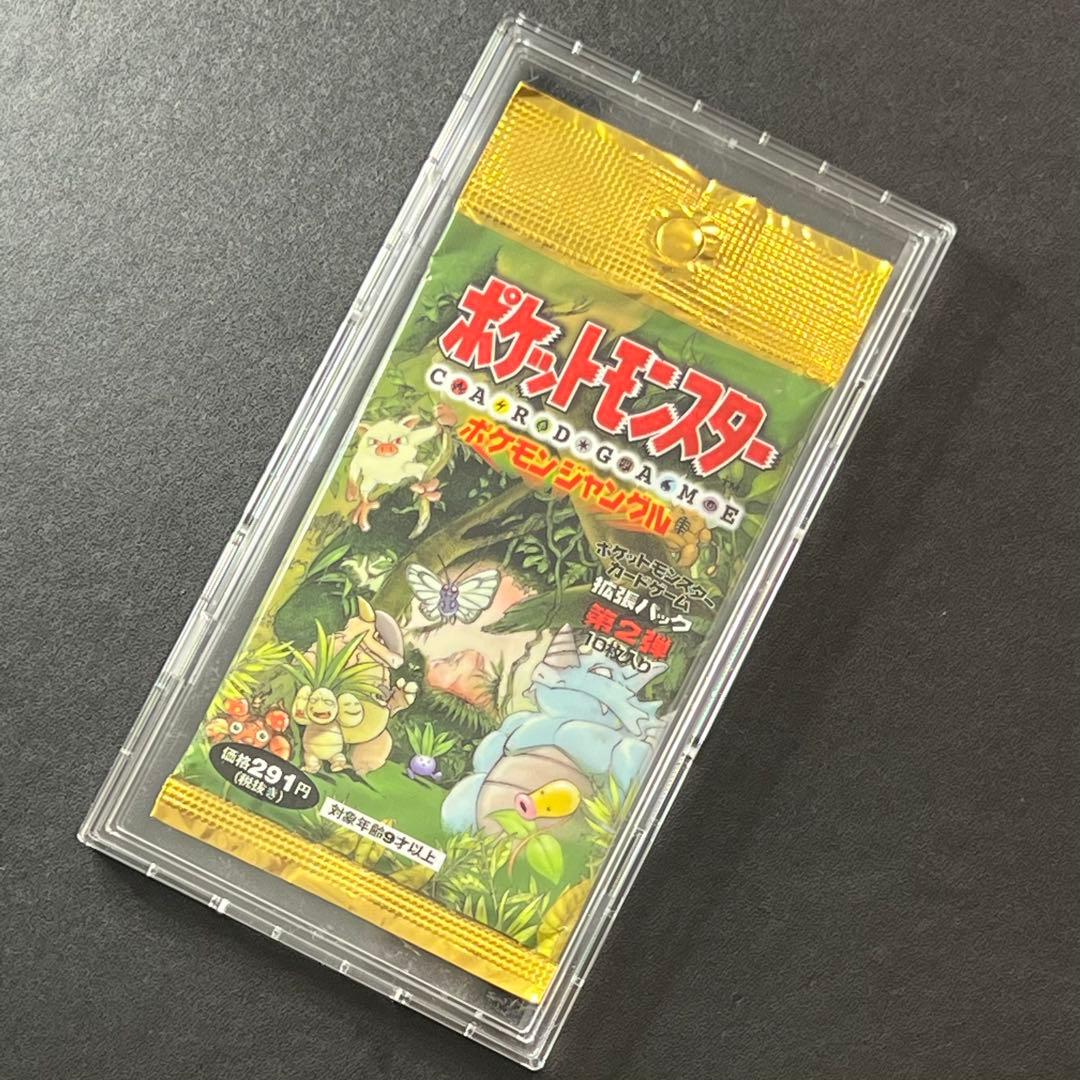 ポケットモンスター
CARD GAME
ポケモンジャングル
ポケットモンスター
カードゲーム
拡張パック
第2弾
10枚入り
価格291円
(税抜き)
対象年齢9才以上